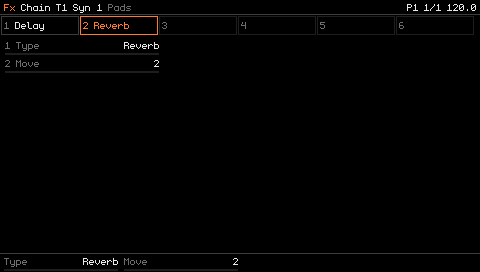 Fx Chain T1 Syn 1 Pads P1 1/1 120.0
1 Delay 2 Reverb 3 4 5 6
1 Type Reverb
2 Move 2
Type Reverb Move 2